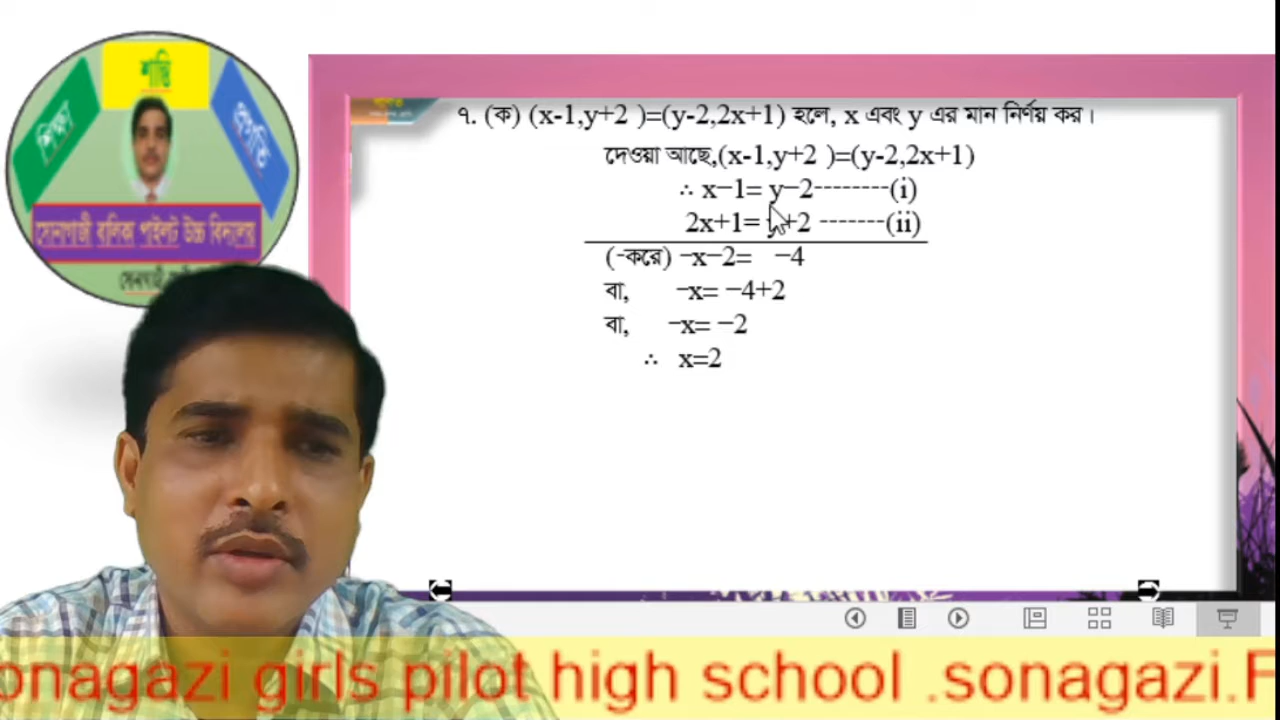 শিক্ষা
শান্তি
প্রগতি
সোনাগাজী বালিকা পাইলট উচ্চ বিদ্যালয়
৭. (ক) (x-1,y+2 )=(y-2,2x+1) হলে, x এবং y এর মান নির্ণয় কর।
দেওয়া আছে,(x-1,y+2 )=(y-2,2x+1)
∴ x−1= y−2--------(i)
2x+1= y+2 -------(ii)
(-করে) −x−2= −4
বা, −x= −4+2
বা, −x= −2
∴ x=2
onagazi girls pilot high school .sonagazi.F